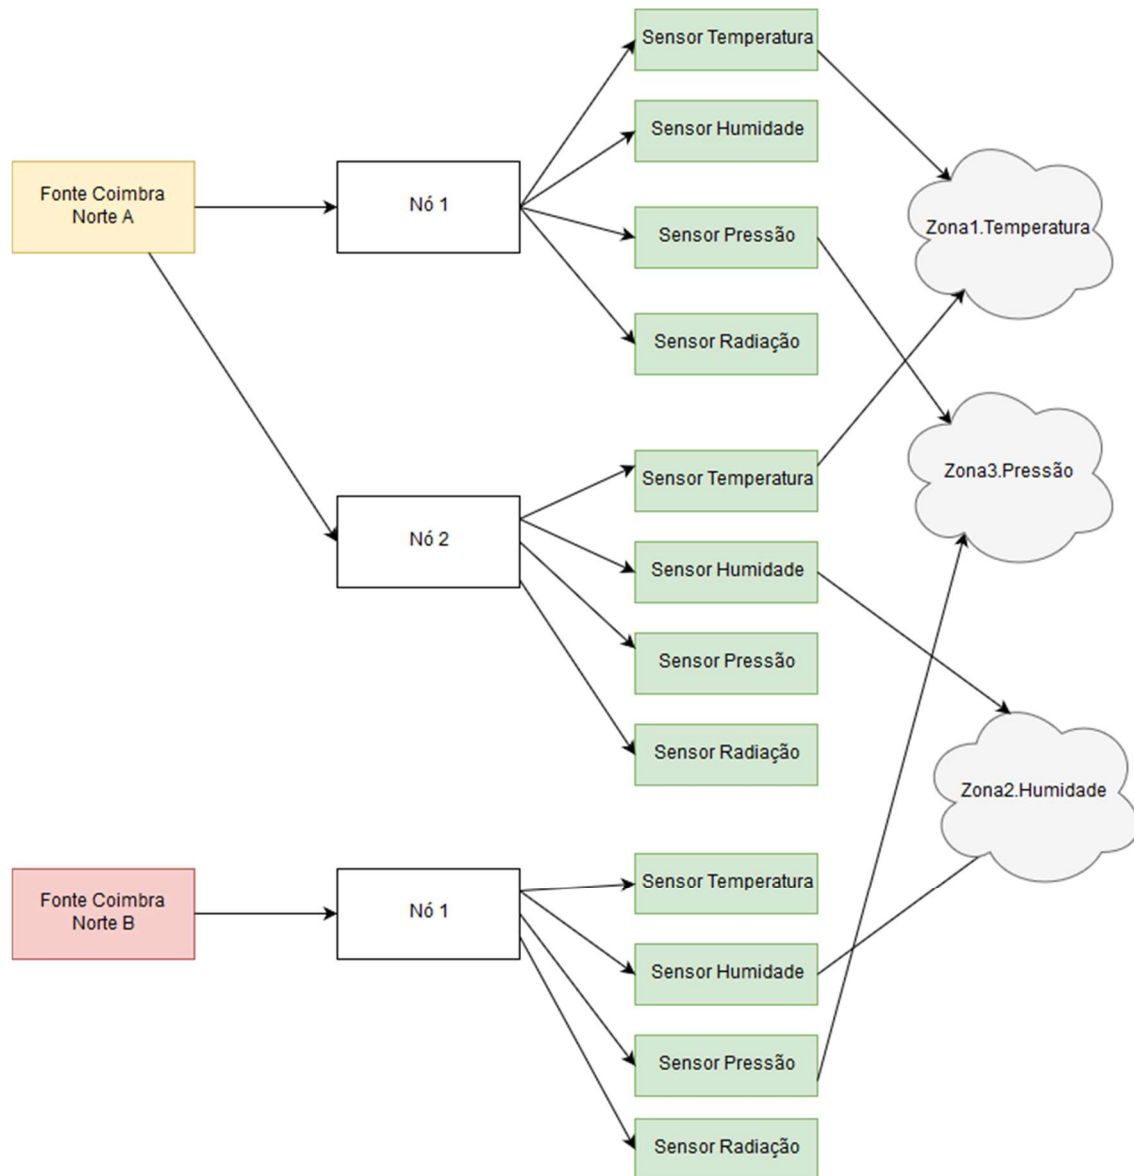 Sensor Temperatura
Sensor Humidade
Fonte Coimbra
Norte A
Nó 1
Sensor Pressão
Zona1.Temperatura
Sensor Radiação
Sensor Temperatura
Zona3.Pressão
Nó 2
Sensor Humidade
Sensor Pressão
Sensor Radiação
Zona2.Humidade
Sensor Temperatura
Fonte Coimbra
Norte B
Nó 1
Sensor Humidade
Sensor Pressão
Sensor Radiação